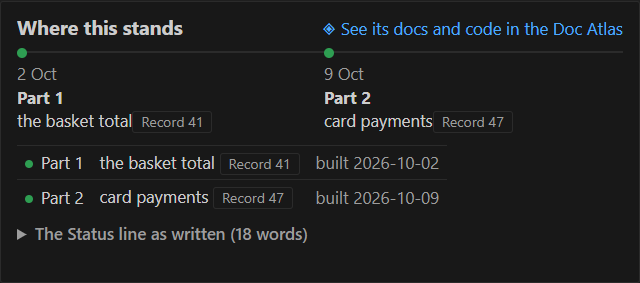 Where this stands
◈ See its docs and code in the Doc Atlas
2 Oct
Part 1
the basket total Record 41
9 Oct
Part 2
card payments Record 47
Part 1 the basket total Record 41 built 2026-10-02
Part 2 card payments Record 47 built 2026-10-09
▶ The Status line as written (18 words)